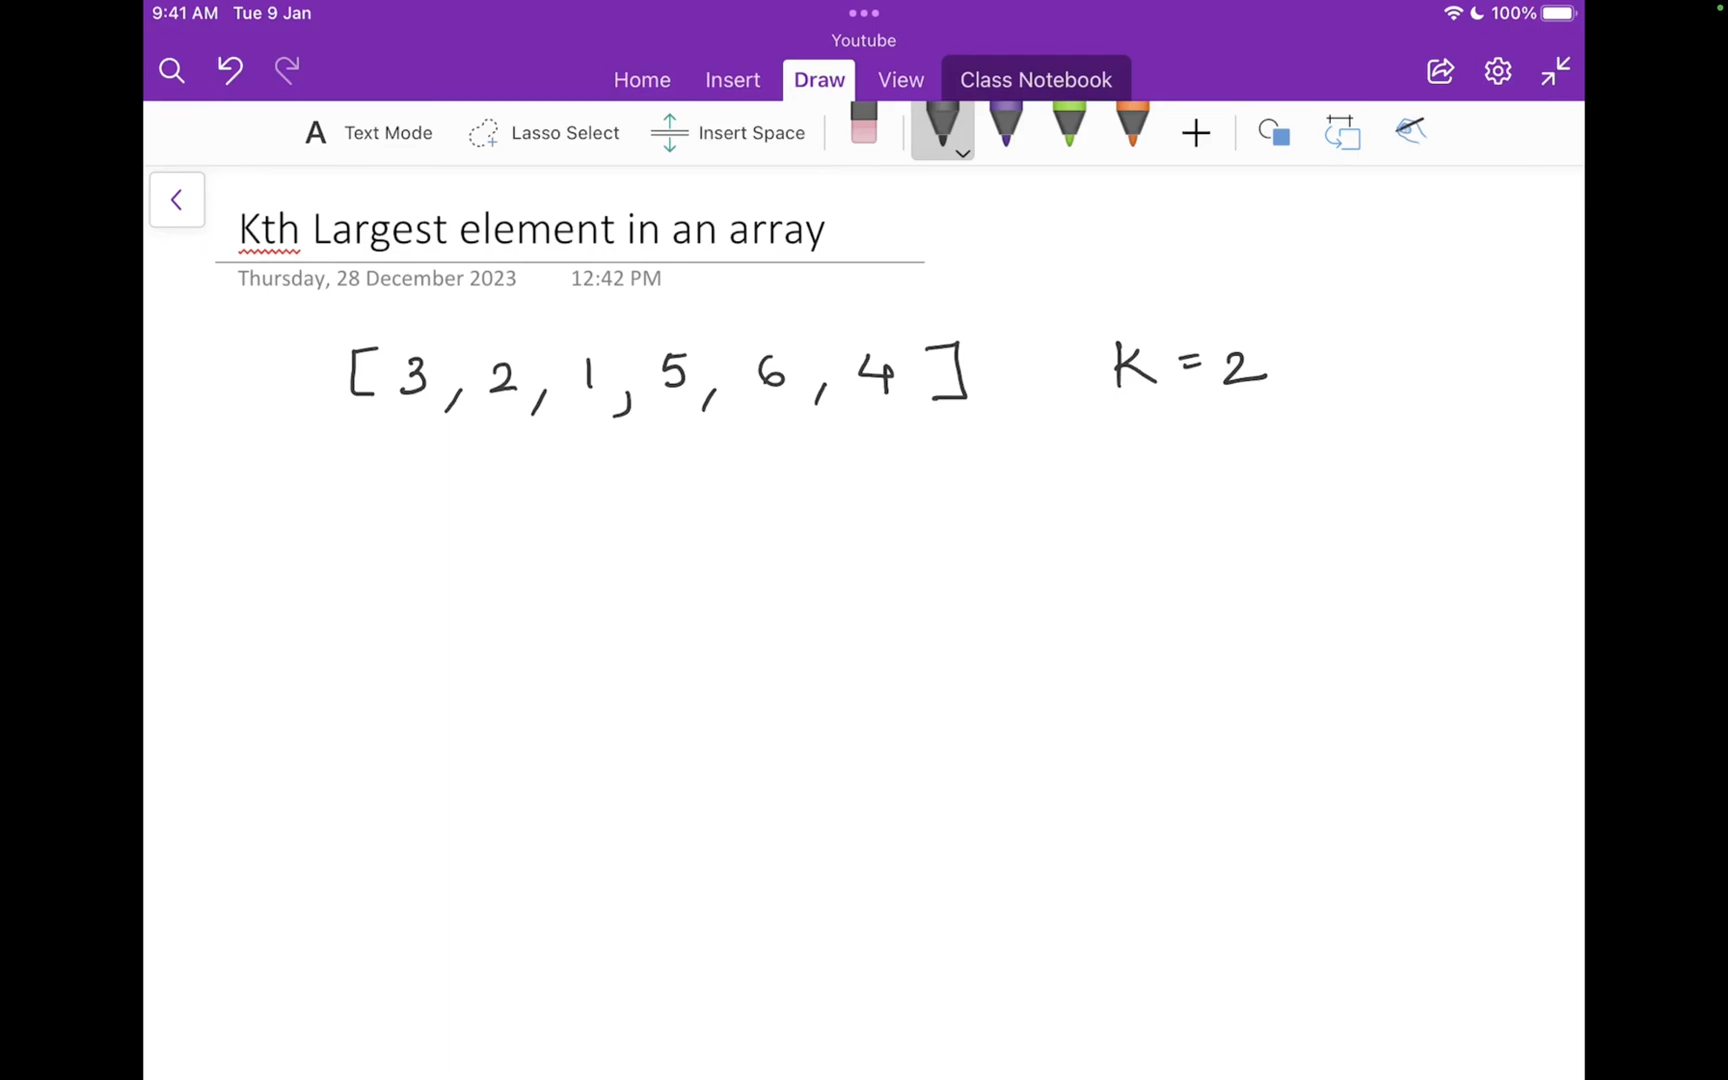 9:41 AM Tue 9 Jan 100%
Youtube
Home Insert Draw View Class Notebook
A Text Mode Lasso Select Insert Space
Kth Largest element in an array
Thursday, 28 December 2023 12:42 PM
[ 3 , 2 , 1 , 5 , 6 , 4 ] K = 2